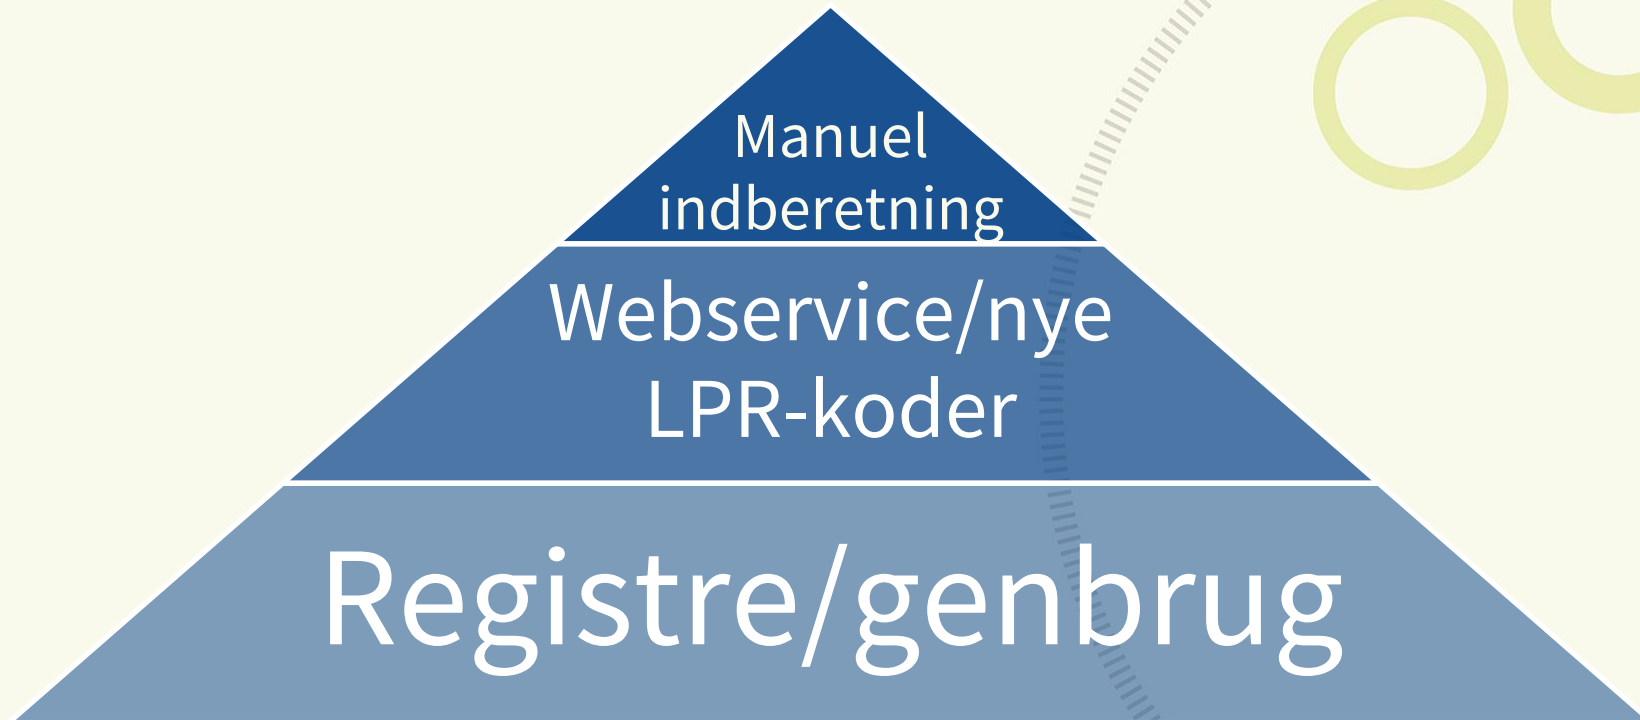 Manuel
indberetning
Webservice/nye
LPR-koder
Registre/genbrug